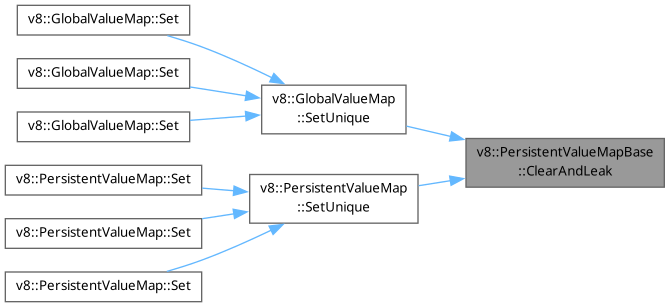 v8::GlobalValueMap::Set
v8::GlobalValueMap::Set
v8::GlobalValueMap::Set
v8::GlobalValueMap
::SetUnique
v8::PersistentValueMapBase
::ClearAndLeak
v8::PersistentValueMap::Set
v8::PersistentValueMap
::SetUnique
v8::PersistentValueMap::Set
v8::PersistentValueMap::Set